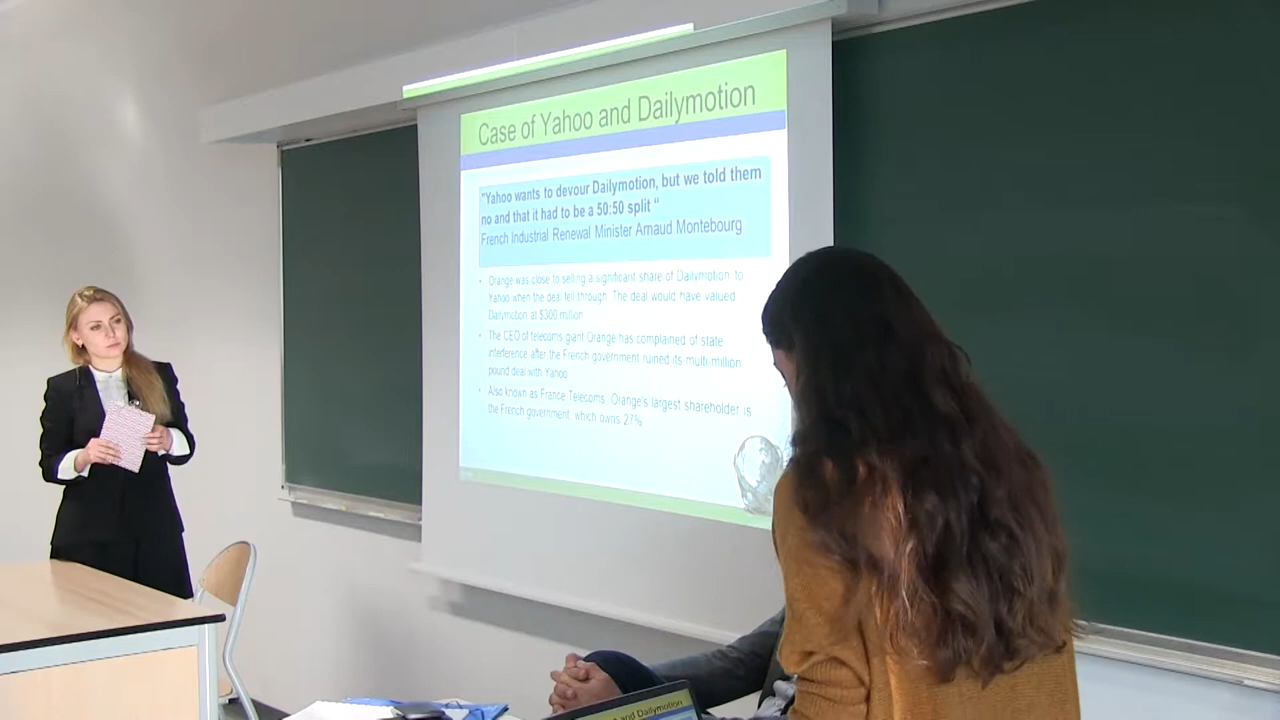 Case of Yahoo and Dailymotion
"Yahoo wants to devour Dailymotion, but we told them
no and that it had to be a 50:50 split "
French Industrial Renewal Minister Arnaud Montebourg
• Orange was close to selling a significant share of Dailymotion to
Yahoo when the deal fell through. The deal would have valued
Dailymotion at $300 million
• The CEO of telecoms giant Orange has complained of state
interference after the French government ruined its multi-million
pound deal with Yahoo
• Also known as France Telecoms, Orange's largest shareholder is
the French government, which owns 27%
and Dailymotion